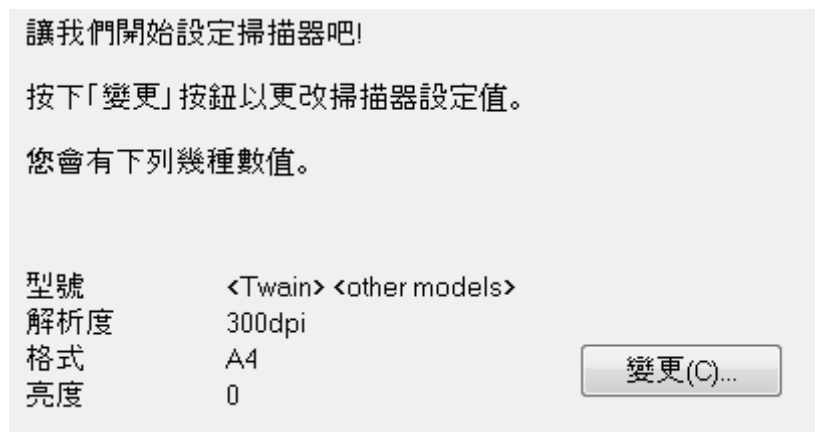 讓我們開始設定掃描器吧!
按下「變更」按鈕以更改掃描器設定值。
您會有下列幾種數值。
型號 <Twain> <other models>
解析度 300dpi
格式 A4
亮度 0
變更(C)...